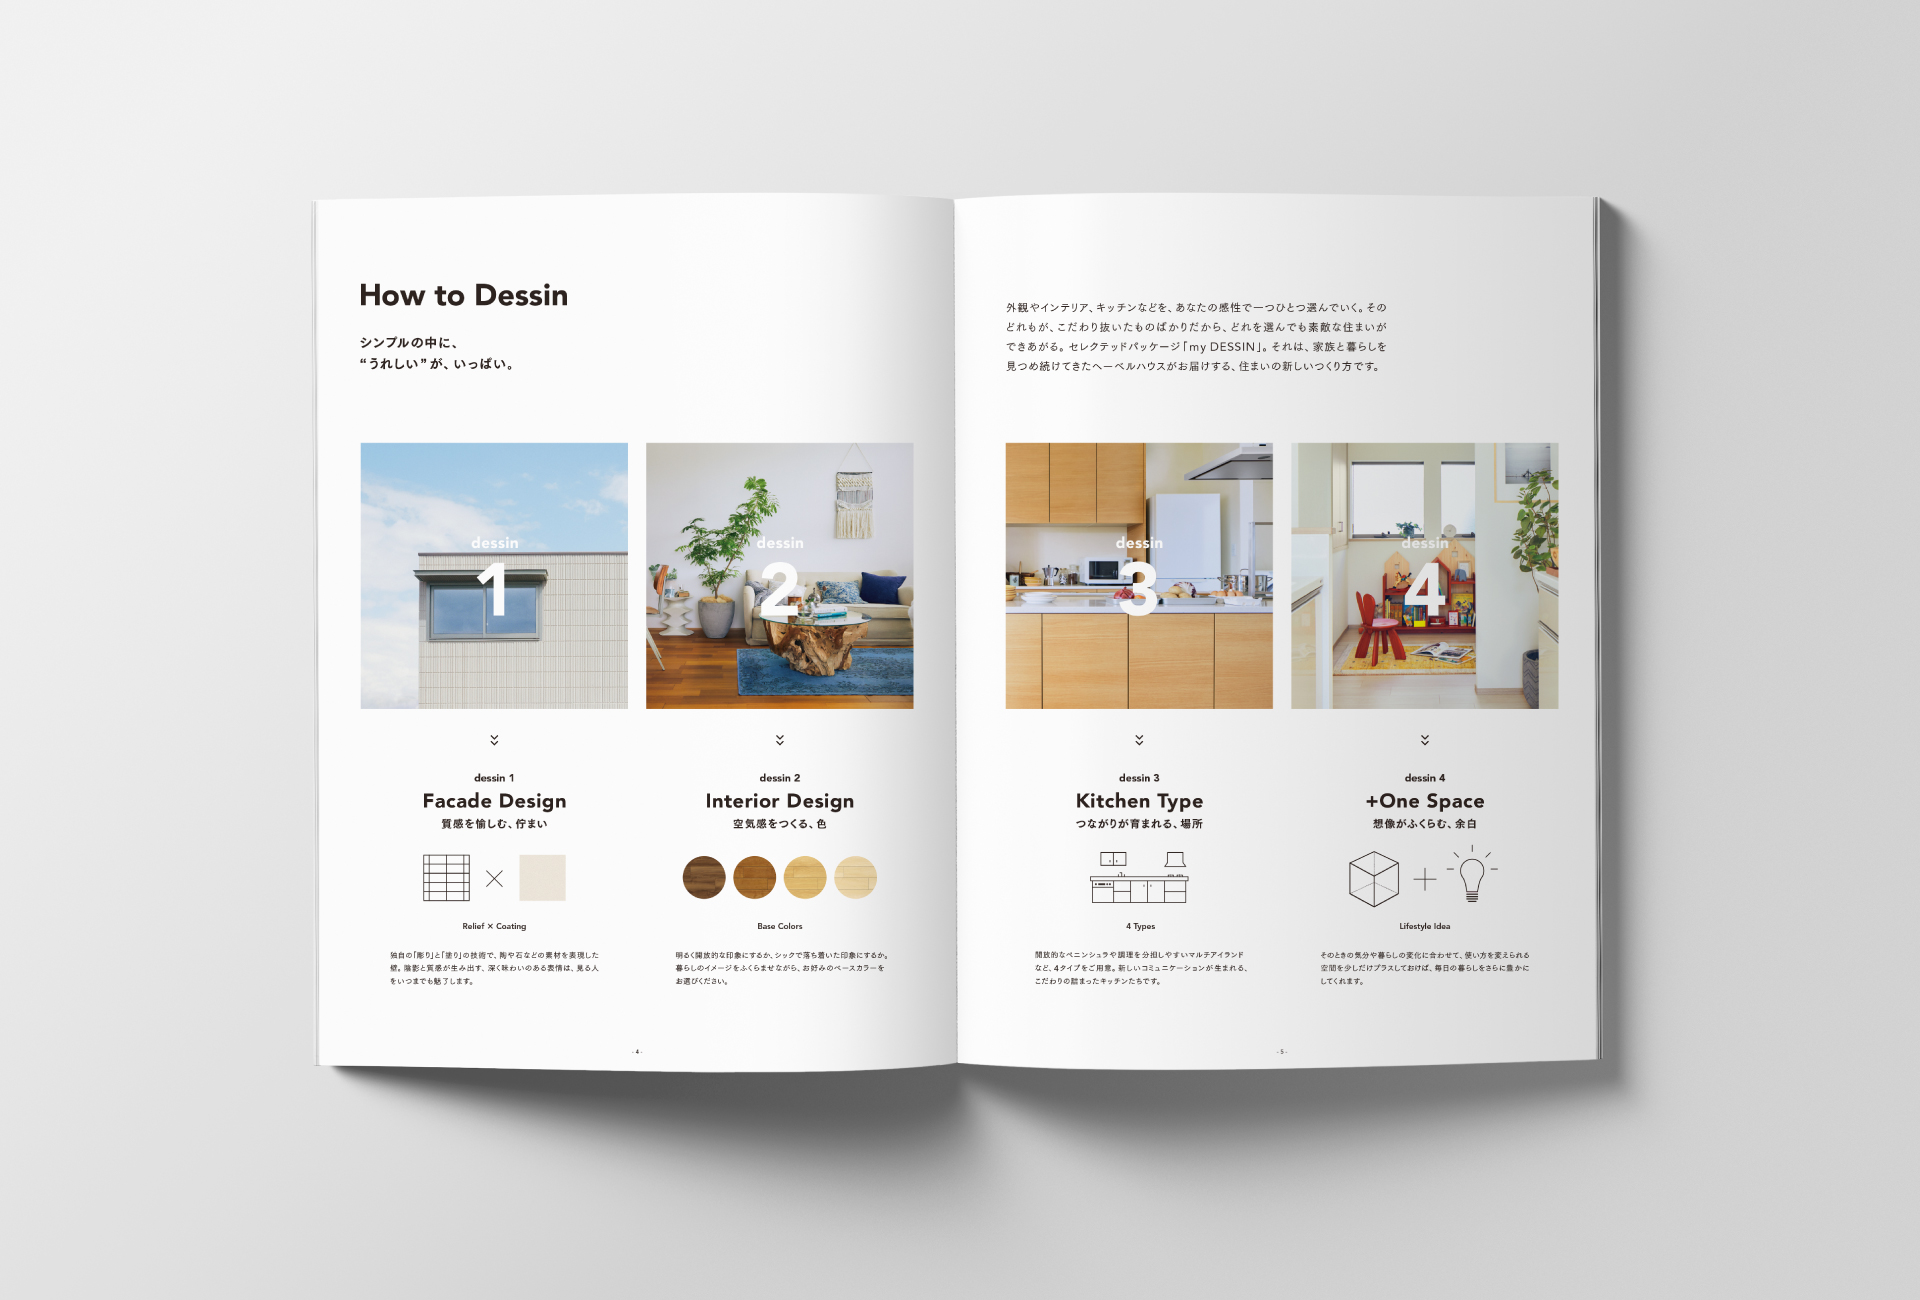 How to Dessin
シンプルの中に、
“うれしい”が、いっぱい。
外観やインテリア、キッチンなどを、あなたの感性で一つひとつ選んでいく。その
どれもが、こだわり抜いたものばかりだから、どれを選んでも素敵な住まいが
できあがる。セレクテッドパッケージ「my DESSIN」。それは、家族と暮らしを
見つめ続けてきたヘーベルハウスがお届けする、住まいの新しいつくり方です。
dessin
1
dessin
2
dessin
3
dessin
4
dessin 1
Facade Design
質感を愉しむ、佇まい
Relief × Coating
独自の「彫り」と「塗り」の技術で、陶や石などの素材を表現した
壁。陰影と質感が生み出す、深く味わいのある表情は、見る人
をいつまでも魅了します。
dessin 2
Interior Design
空気感をつくる、色
Base Colors
明るく開放的な印象にするか、シックで落ち着いた印象にするか。
暮らしのイメージをふくらませながら、お好みのベースカラーを
お選びください。
dessin 3
Kitchen Type
つながりが育まれる、場所
4 Types
開放的なペニンシュラや調理を分担しやすいマルチアイランド
など、4タイプをご用意。新しいコミュニケーションが生まれる、
こだわりの詰まったキッチンたちです。
dessin 4
+One Space
想像がふくらむ、余白
Lifestyle Idea
そのときの気分や暮らしの変化に合わせて、使い方を変えられる
空間を少しだけプラスしておけば、毎日の暮らしをさらに豊かに
してくれます。
- 4 -
- 5 -